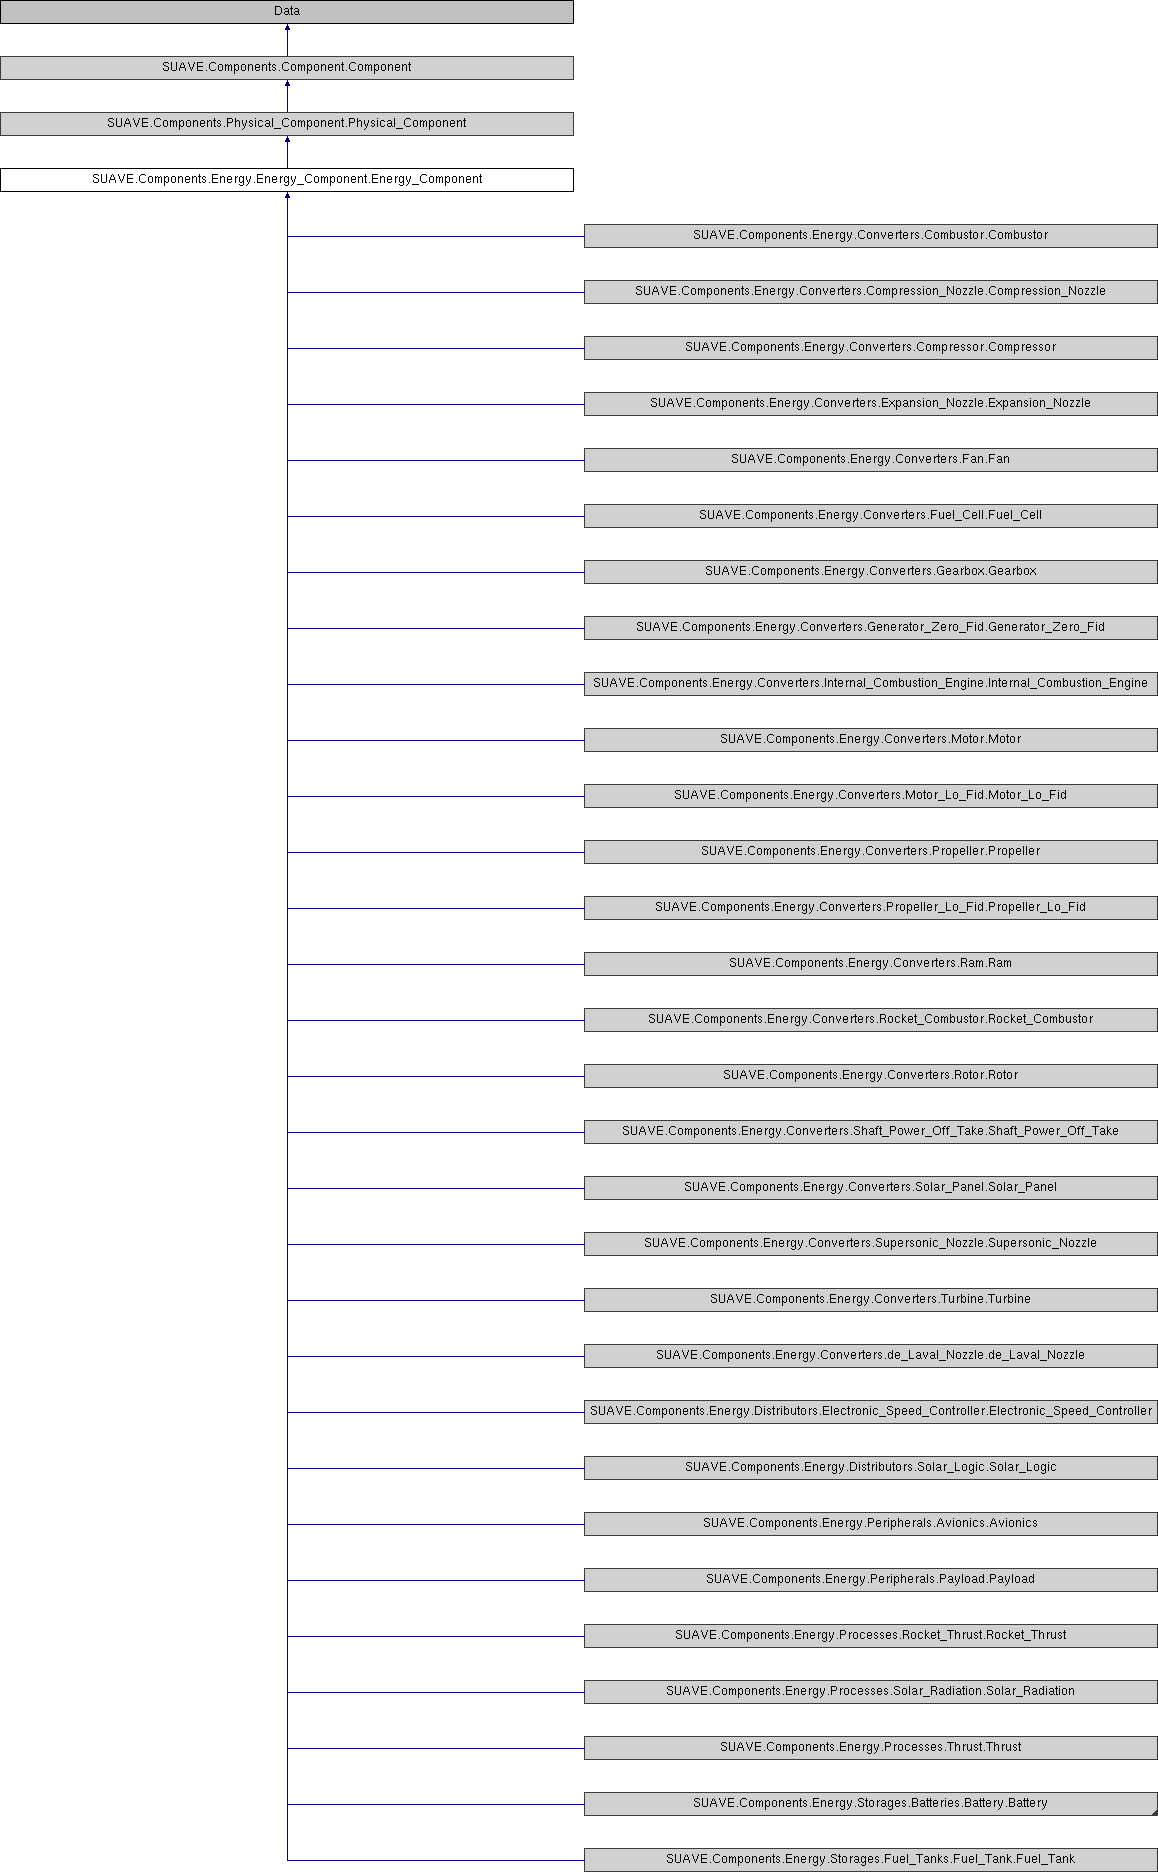 Data
SUAVE.Components.Component.Component
SUAVE.Components.Physical_Component.Physical_Component
SUAVE.Components.Energy.Energy_Component.Energy_Component
SUAVE.Components.Energy.Converters.Combustor.Combustor
SUAVE.Components.Energy.Converters.Compression_Nozzle.Compression_Nozzle
SUAVE.Components.Energy.Converters.Compressor.Compressor
SUAVE.Components.Energy.Converters.Expansion_Nozzle.Expansion_Nozzle
SUAVE.Components.Energy.Converters.Fan.Fan
SUAVE.Components.Energy.Converters.Fuel_Cell.Fuel_Cell
SUAVE.Components.Energy.Converters.Gearbox.Gearbox
SUAVE.Components.Energy.Converters.Generator_Zero_Fid.Generator_Zero_Fid
SUAVE.Components.Energy.Converters.Internal_Combustion_Engine.Internal_Combustion_Engine
SUAVE.Components.Energy.Converters.Motor.Motor
SUAVE.Components.Energy.Converters.Motor_Lo_Fid.Motor_Lo_Fid
SUAVE.Components.Energy.Converters.Propeller.Propeller
SUAVE.Components.Energy.Converters.Propeller_Lo_Fid.Propeller_Lo_Fid
SUAVE.Components.Energy.Converters.Ram.Ram
SUAVE.Components.Energy.Converters.Rocket_Combustor.Rocket_Combustor
SUAVE.Components.Energy.Converters.Rotor.Rotor
SUAVE.Components.Energy.Converters.Shaft_Power_Off_Take.Shaft_Power_Off_Take
SUAVE.Components.Energy.Converters.Solar_Panel.Solar_Panel
SUAVE.Components.Energy.Converters.Supersonic_Nozzle.Supersonic_Nozzle
SUAVE.Components.Energy.Converters.Turbine.Turbine
SUAVE.Components.Energy.Converters.de_Laval_Nozzle.de_Laval_Nozzle
SUAVE.Components.Energy.Distributors.Electronic_Speed_Controller.Electronic_Speed_Controller
SUAVE.Components.Energy.Distributors.Solar_Logic.Solar_Logic
SUAVE.Components.Energy.Peripherals.Avionics.Avionics
SUAVE.Components.Energy.Peripherals.Payload.Payload
SUAVE.Components.Energy.Processes.Rocket_Thrust.Rocket_Thrust
SUAVE.Components.Energy.Processes.Solar_Radiation.Solar_Radiation
SUAVE.Components.Energy.Processes.Thrust.Thrust
SUAVE.Components.Energy.Storages.Batteries.Battery.Battery
SUAVE.Components.Energy.Storages.Fuel_Tanks.Fuel_Tank.Fuel_Tank